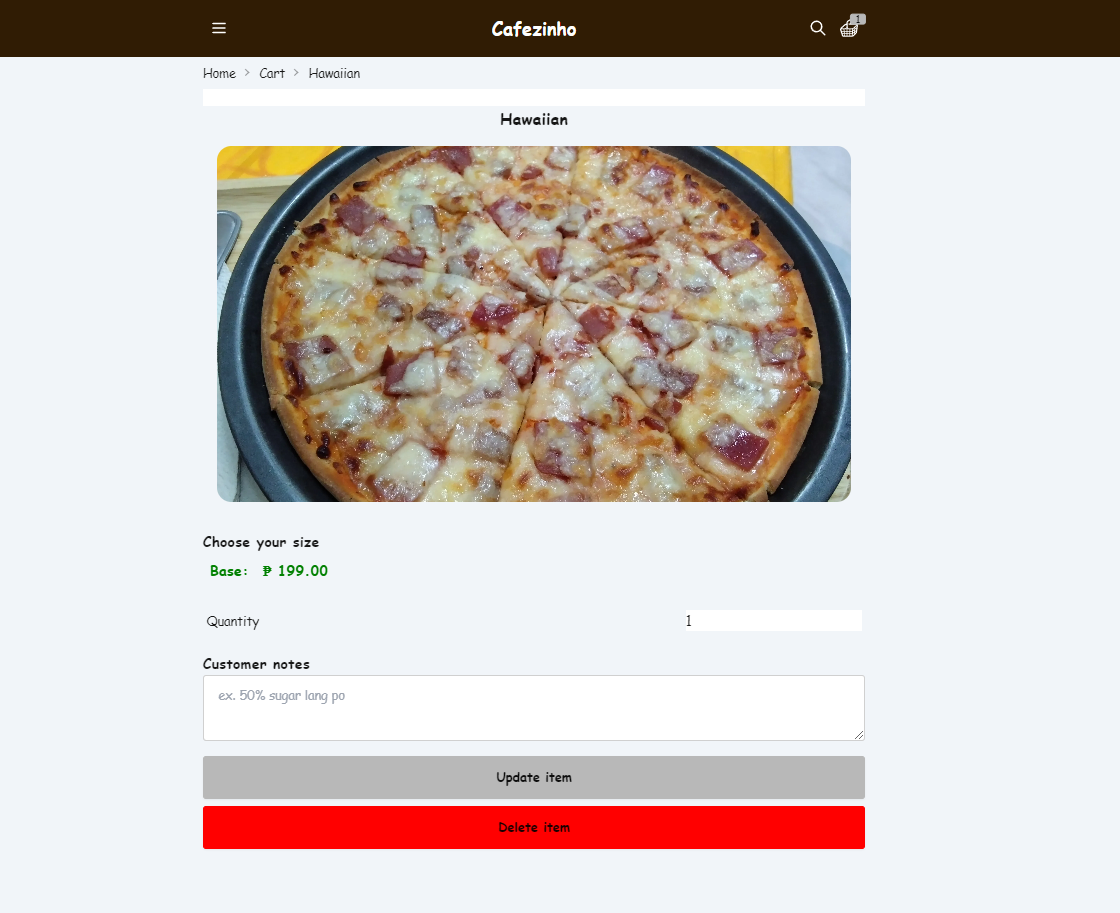 Cafezinho
1
Home > Cart > Hawaiian
Hawaiian
Choose your size
Base: ₱ 199.00
Quantity 1
Customer notes
ex. 50% sugar lang po
Update item
Delete item